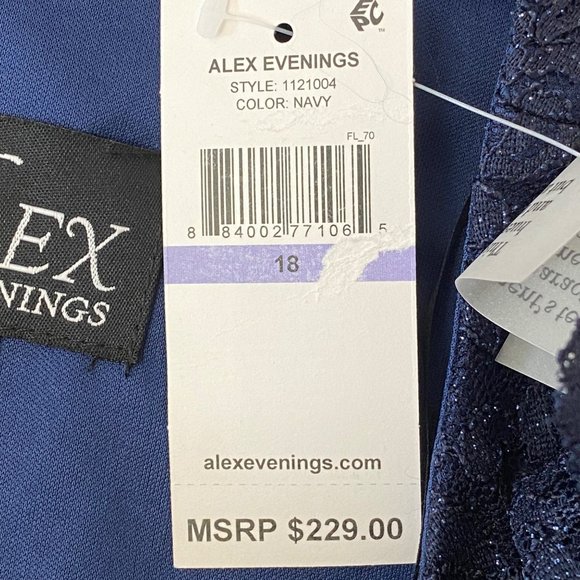 EPC
ALEX EVENINGS
STYLE: 1121004
COLOR: NAVY
FL_70
8 84002 77106 5
18
alexevenings.com
MSRP $229.00
EX
NINGS